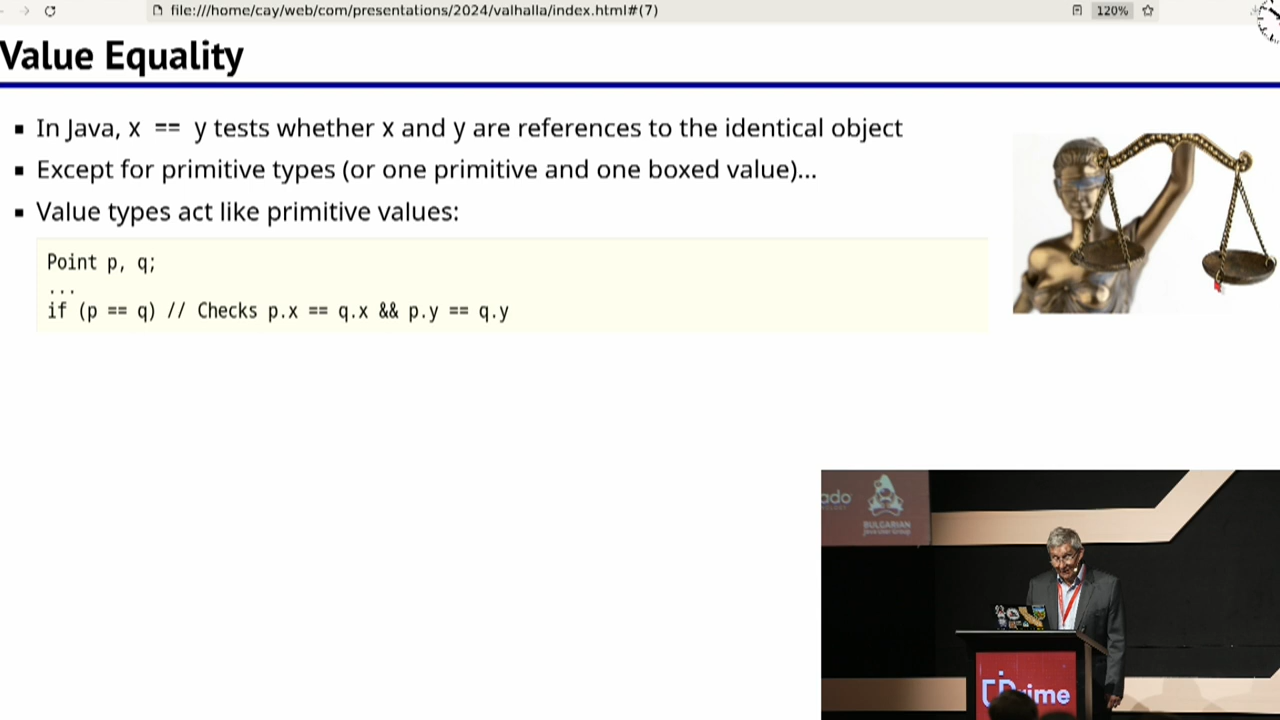 file:///home/cay/web/com/presentations/2024/valhalla/index.html#(7)
120%
Value Equality
In Java, x == y tests whether x and y are references to the identical object
Except for primitive types (or one primitive and one boxed value)...
Value types act like primitive values:
Point p, q;
...
if (p == q) // Checks p.x == q.x && p.y == q.y
ado
BULGARIAN